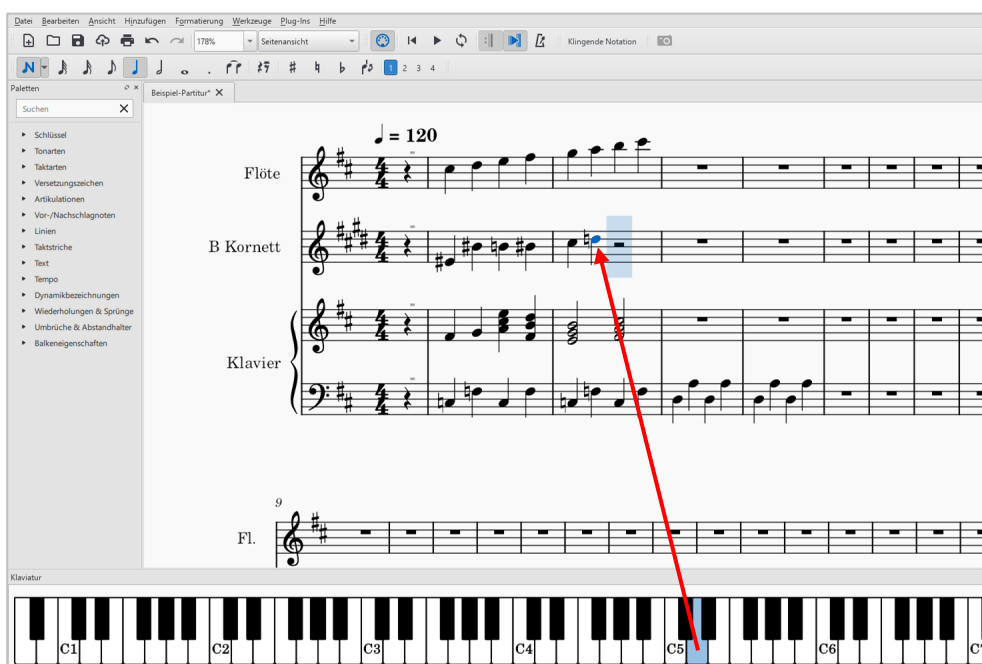 Datei Bearbeiten Ansicht Hinzufügen Formatierung Werkzeuge Plug-Ins Hilfe
178% Seitenansicht Klingende Notation
1 2 3 4
Paletten
Beispiel-Partitur*
Suchen
Schlüssel
Tonarten
Taktarten
Versetzungszeichen
Artikulationen
Vor-/Nachschlagnoten
Linien
Taktstriche
Text
Tempo
Dynamikbezeichnungen
Wiederholungen & Sprünge
Umbrüche & Abstandhalter
Balkeneigenschaften
= 120
Flöte
B Kornett
Klavier
9
Fl.
Klaviatur
C1 C2 C3 C4 C5 C6